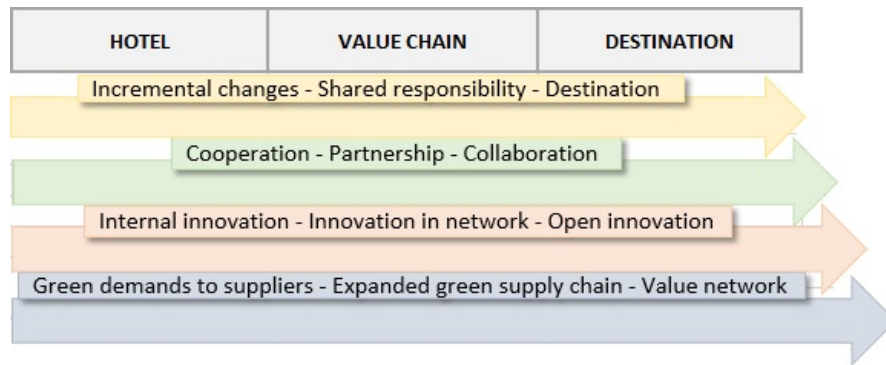 HOTEL VALUE CHAIN DESTINATION
Incremental changes - Shared responsibility - Destination
Cooperation - Partnership - Collaboration
Internal innovation - Innovation in network - Open innovation
Green demands to suppliers - Expanded green supply chain - Value network